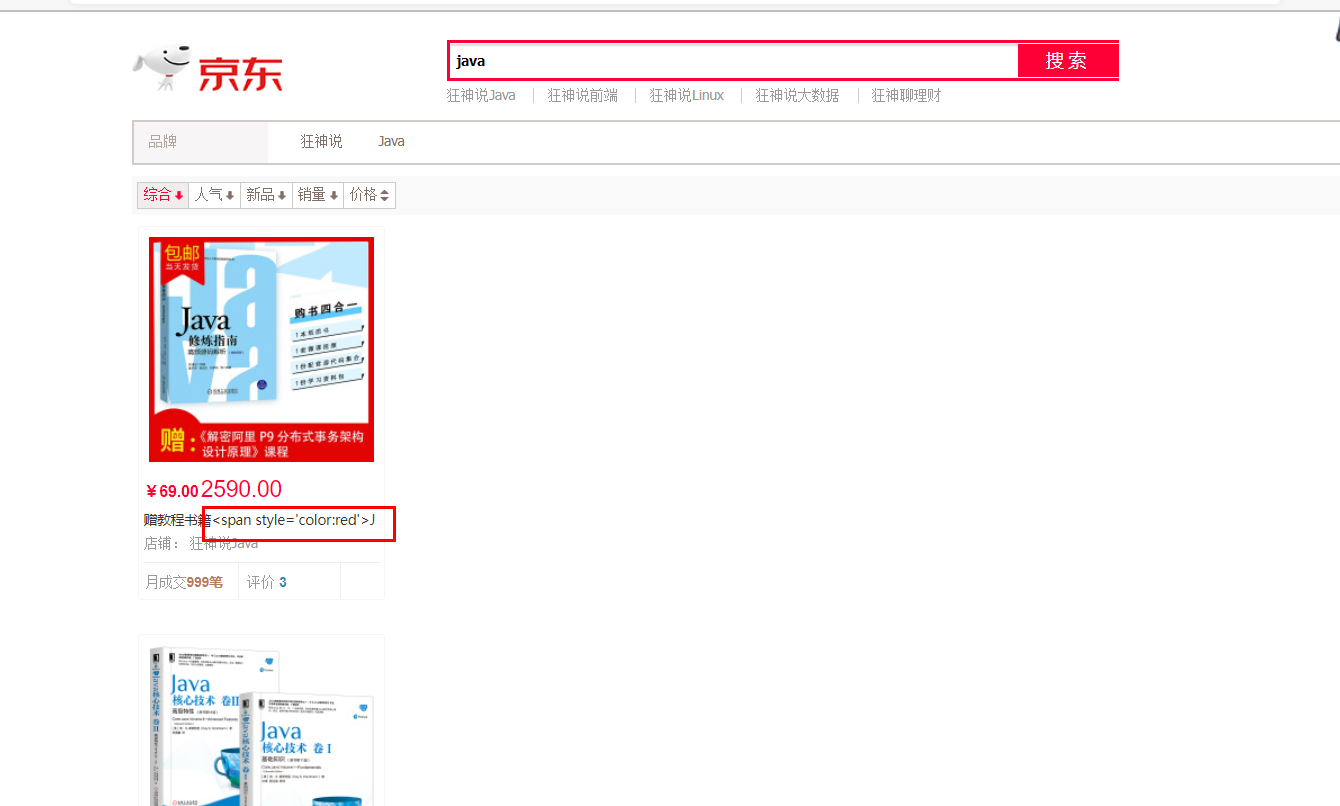 京东
java
搜索
狂神说Java
狂神说前端
狂神说Linux
狂神说大数据
狂神聊理财
品牌
狂神说
Java
综合
人气
新品
销量
价格
包邮
当天发货
Java
修炼指南
购书四合一
赠：《解密阿里 P9 分布式事务架构
设计原理》课程
¥69.00 2590.00
赠教程书籍<span style='color:red'>J
店铺： 狂神说Java
月成交999笔
评价 3
Java
核心技术 卷II
Java
核心技术 卷 I